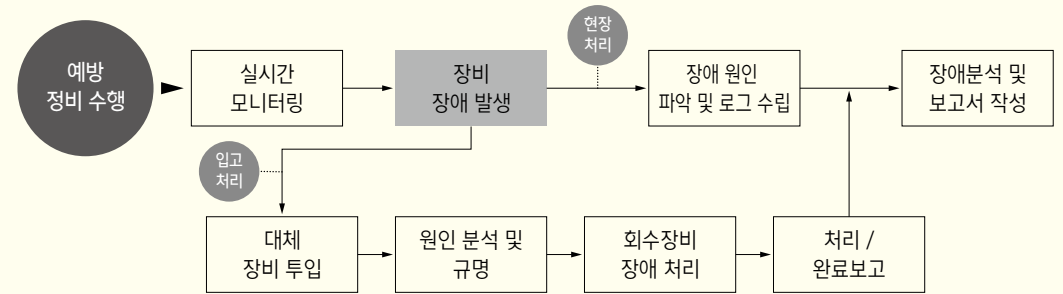 현장
처리
예방
정비 수행
실시간
모니터링
장비
장애 발생
장애 원인
파악 및 로그 수립
장애분석 및
보고서 작성
입고
처리
대체
장비 투입
원인 분석 및
규명
회수장비
장애 처리
처리 /
완료보고